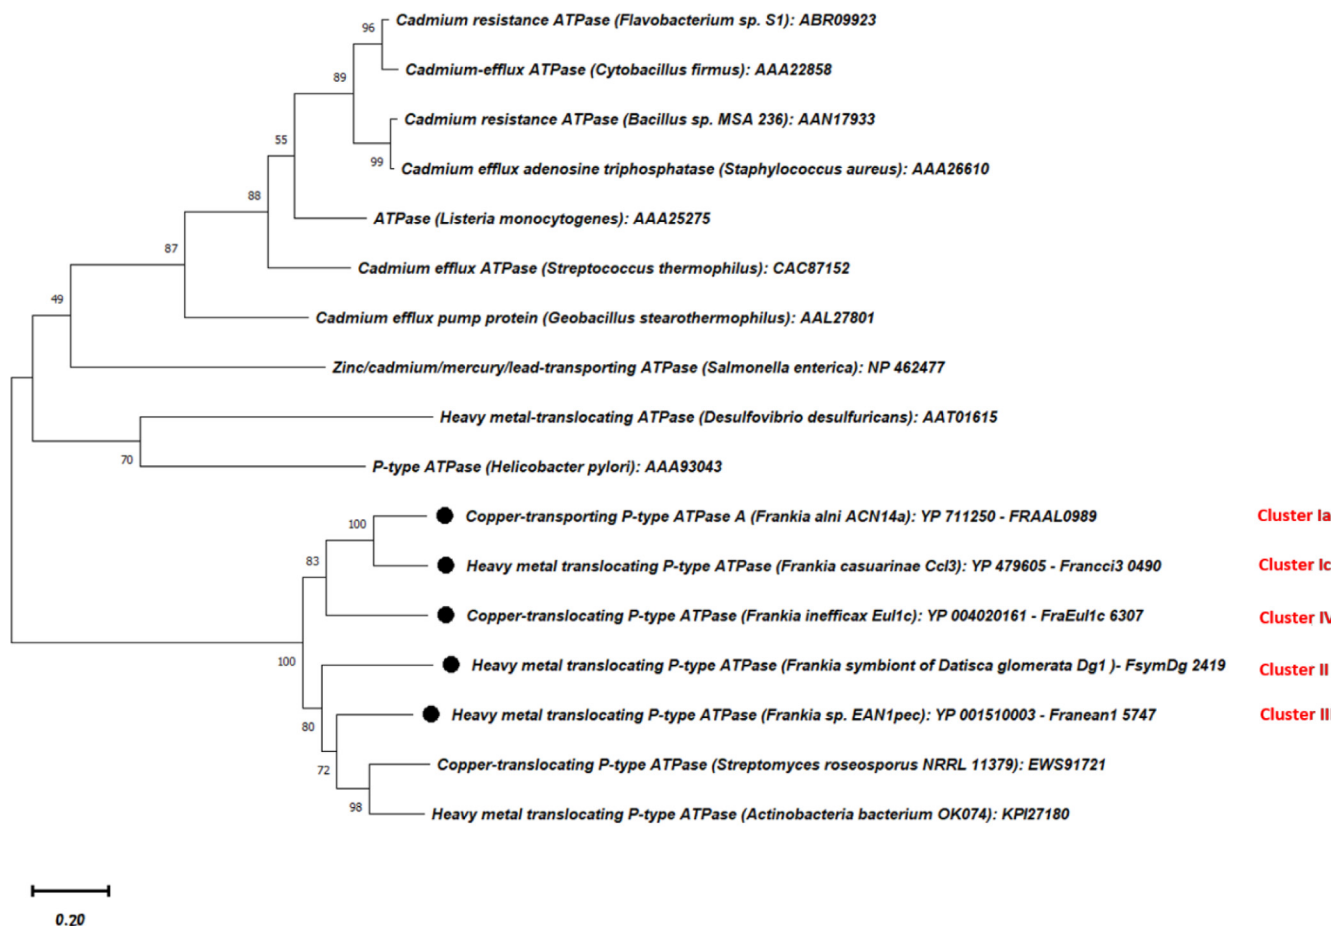 96
Cadmium resistance ATPase (Flavobacterium sp. S1): ABR09923
Cadmium-efflux ATPase (Cytobacillus firmus): AAA22858
89
Cadmium resistance ATPase (Bacillus sp. MSA 236): AAN17933
55
99
Cadmium efflux adenosine triphosphatase (Staphylococcus aureus): AAA26610
88
ATPase (Listeria monocytogenes): AAA25275
87
Cadmium efflux ATPase (Streptococcus thermophilus): CAC87152
49
Cadmium efflux pump protein (Geobacillus stearothermophilus): AAL27801
Zinc/cadmium/mercury/lead-transporting ATPase (Salmonella enterica): NP 462477
Heavy metal-translocating ATPase (Desulfovibrio desulfuricans): AAT01615
70
P-type ATPase (Helicobacter pylori): AAA93043
100
Copper-transporting P-type ATPase A (Frankia alni ACN14a): YP 711250 - FRAAL0989 Cluster Ia
83
Heavy metal translocating P-type ATPase (Frankia casuarinae CcI3): YP 479605 - Francci3 0490 Cluster Ic
Copper-translocating P-type ATPase (Frankia inefficax EuI1c): YP 004020161 - FraEuI1c 6307 Cluster IV
100
Heavy metal translocating P-type ATPase (Frankia symbiont of Datisca glomerata Dg1 )- FsymDg 2419 Cluster II
80
Heavy metal translocating P-type ATPase (Frankia sp. EAN1pec): YP 001510003 - Franean1 5747 Cluster III
72
Copper-translocating P-type ATPase (Streptomyces roseosporus NRRL 11379): EWS91721
98
Heavy metal translocating P-type ATPase (Actinobacteria bacterium OK074): KPI27180
0.20